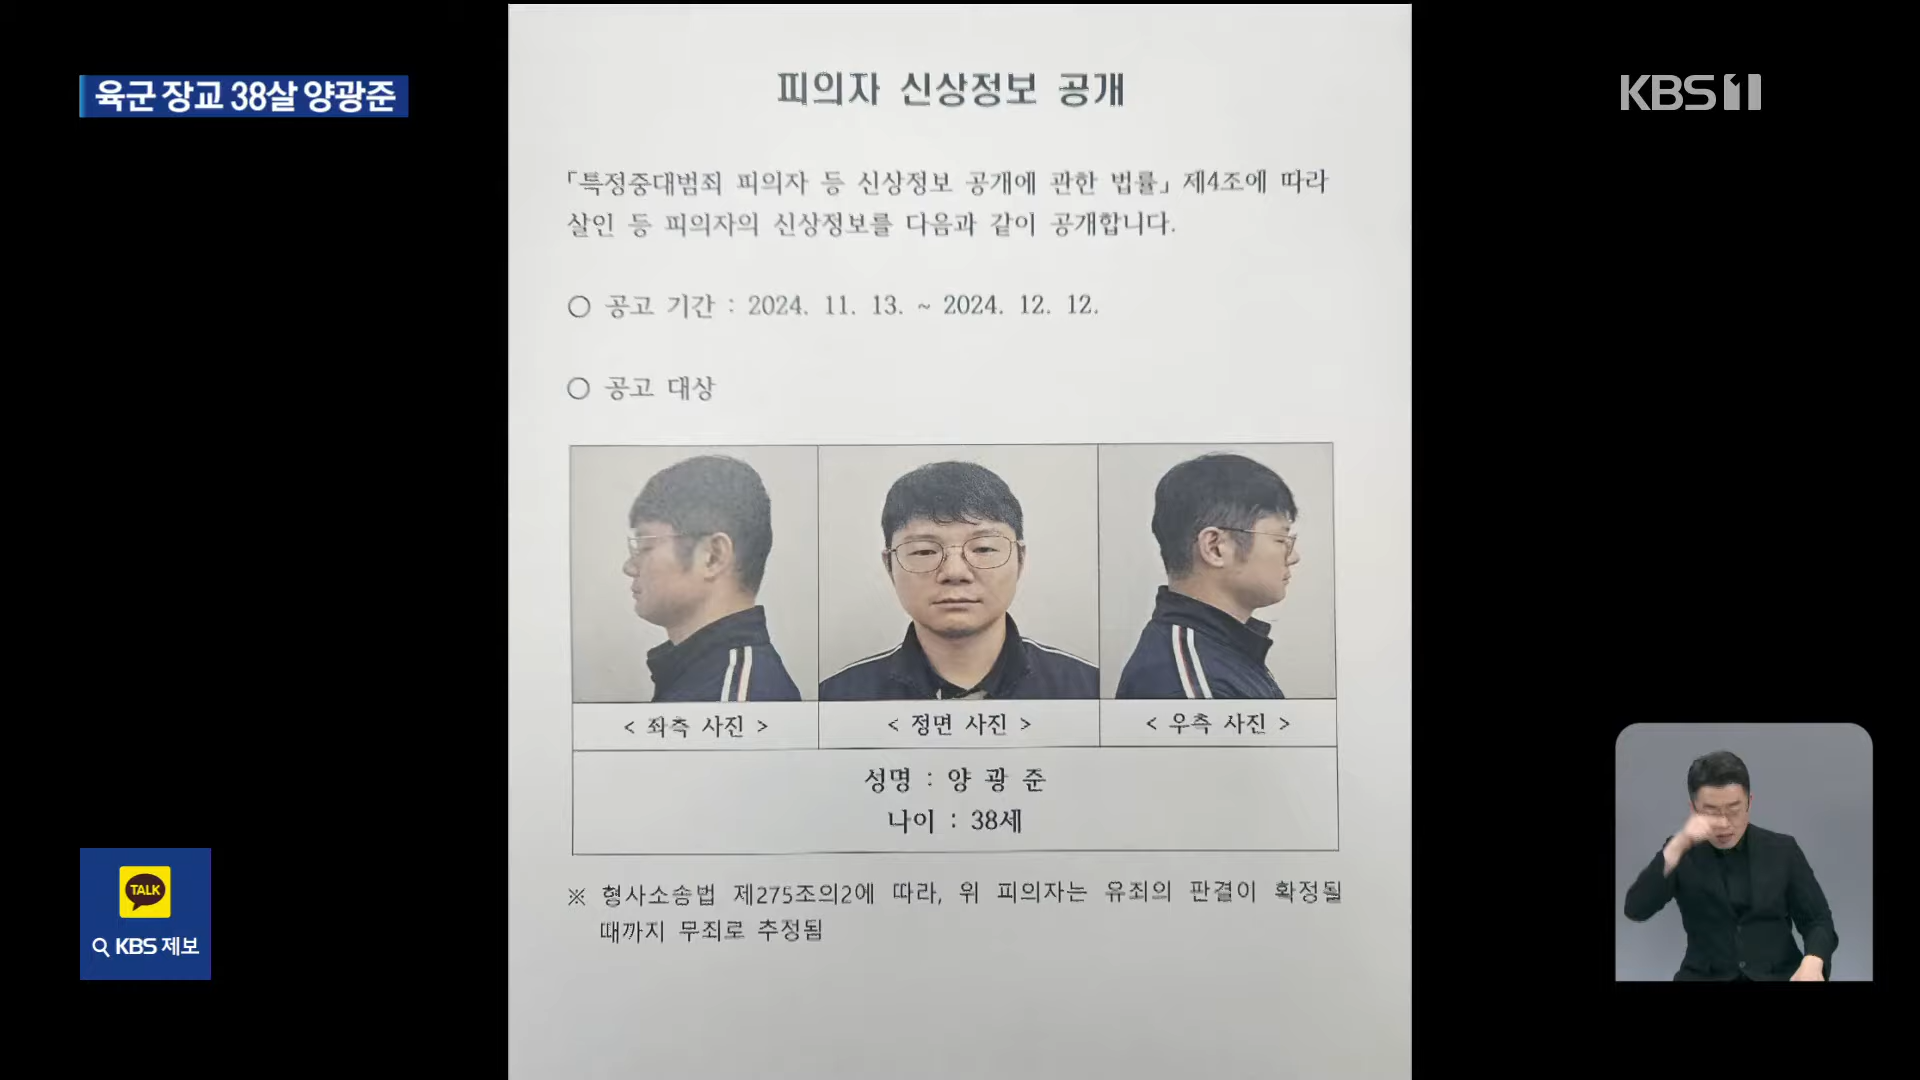 육군 장교 38살 양광준
KBS 1
피의자 신상정보 공개
「특정중대범죄 피의자 등 신상정보 공개에 관한 법률」 제4조에 따라
살인 등 피의자의 신상정보를 다음과 같이 공개합니다.
○ 공고 기간 : 2024. 11. 13. ~ 2024. 12. 12.
○ 공고 대상
< 좌측 사진 >
< 정면 사진 >
< 우측 사진 >
성명 : 양 광 준
나이 : 38세
※ 형사소송법 제275조의2에 따라, 위 피의자는 유죄의 판결이 확정될
때까지 무죄로 추정됨
TALK
KBS 제보